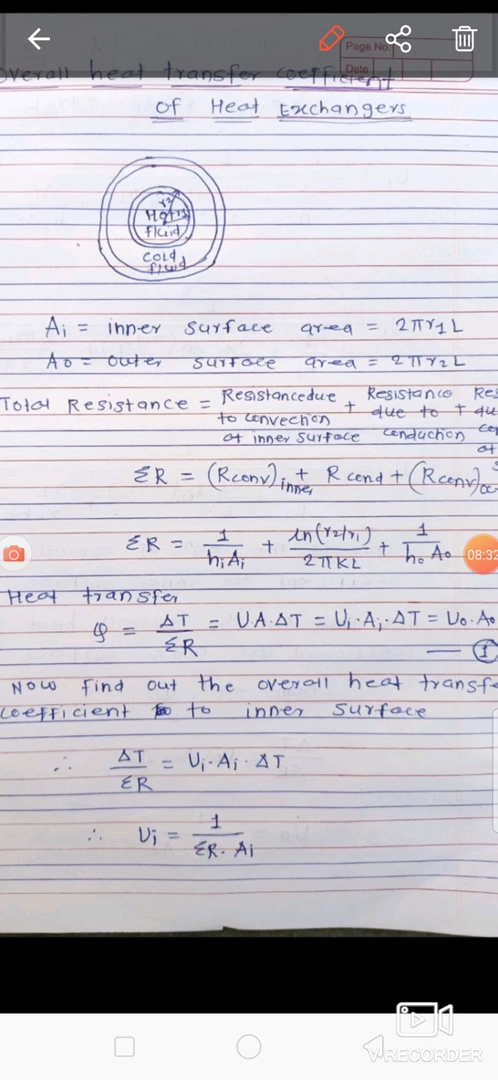 Page No.
Date
Overall heat transfer coefficient
of Heat Exchangers
r2
Hot r1
fluid
cold
fluid
Ai = inner surface area = 2πr1L
Ao = outer surface area = 2πr2L
Total Resistance = Resistance due to convection at inner surface + Resistance due to conduction +
ΣR = (Rconv)inner + R cond + (Rconv)
ΣR = 1/hiAi + ln(r2/r1)/2πKL + 1/hoAo
08:32
Heat transfer
Q = ΔT/ΣR = U·A·ΔT = Ui·Ai·ΔT = Uo·Ao
— ①
Now find out the overall heat transfe
coefficient to inner surface
∴ ΔT/ΣR = Ui·Ai·ΔT
∴ Ui = 1/ΣR·Ai
VRECORDER